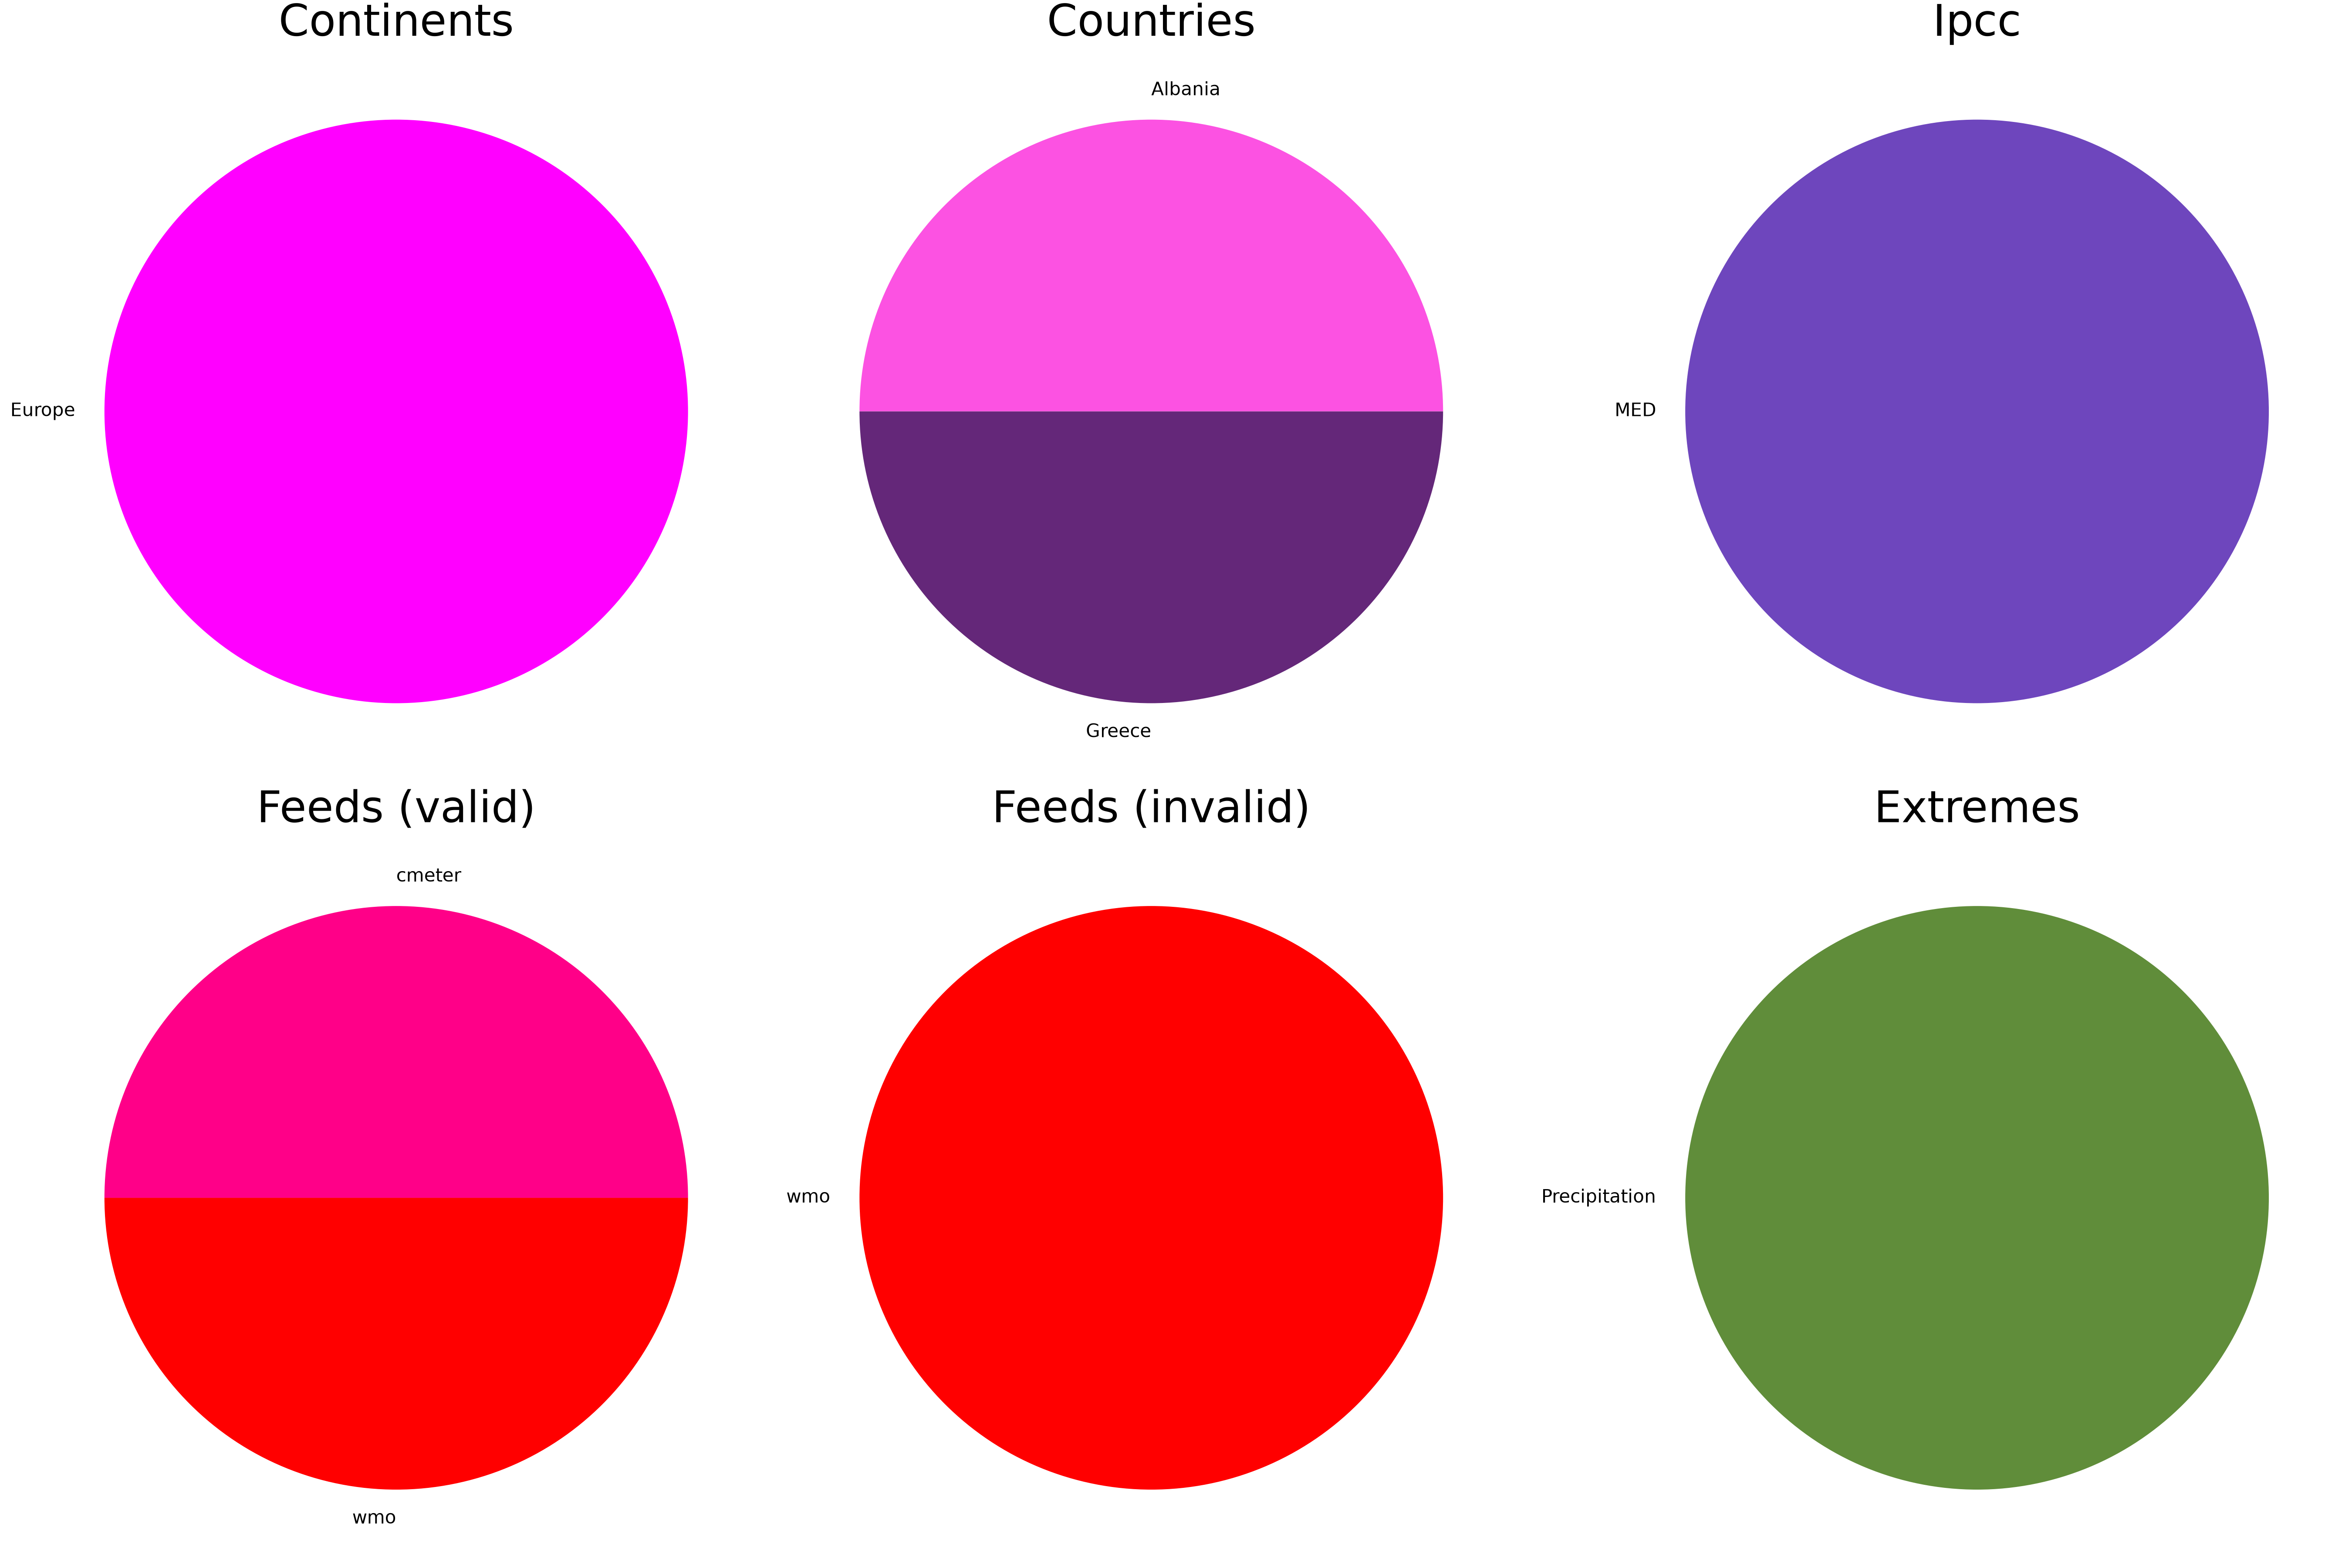 Continents
Countries
Ipcc
Albania
Europe
MED
Greece
Feeds (valid)
Feeds (invalid)
Extremes
cmeter
wmo
Precipitation
wmo